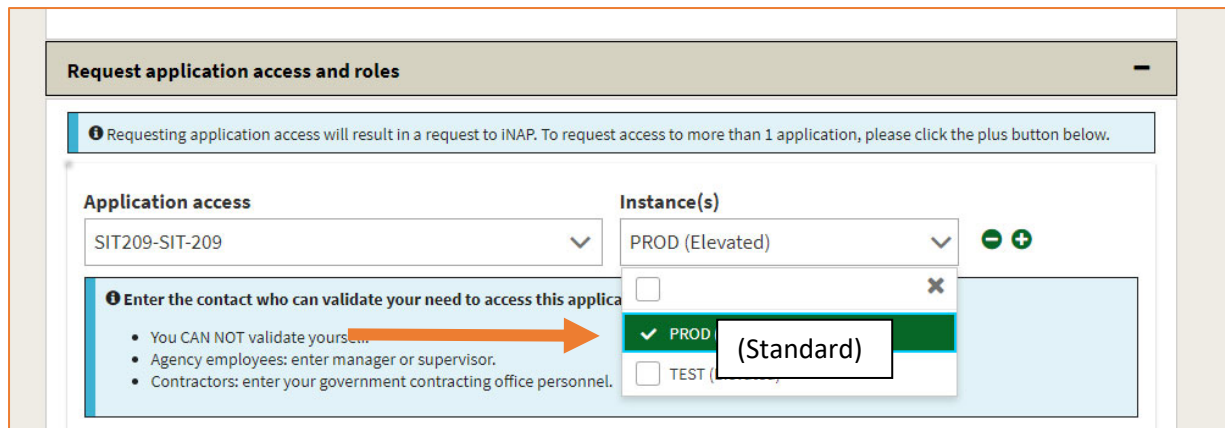 Request application access and roles
Requesting application access will result in a request to iNAP. To request access to more than 1 application, please click the plus button below.
Application access
Instance(s)
SIT209-SIT-209
PROD (Elevated)
Enter the contact who can validate your need to access this
You CAN NOT validate
Agency employees: enter manager or supervisor.
Contractors: enter your government contracting office personnel.
PROD
(Standard)
TEST